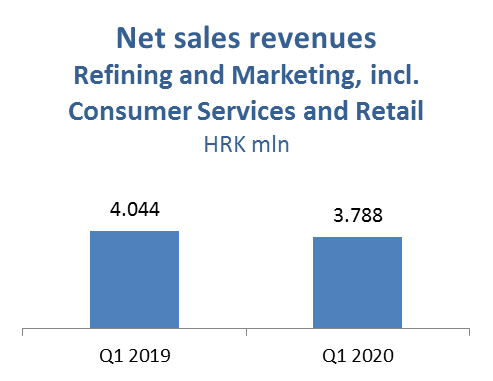 Net sales revenues
Refining and Marketing, incl.
Consumer Services and Retail
HRK mln
4.044
3.788
Q1 2019
Q1 2020